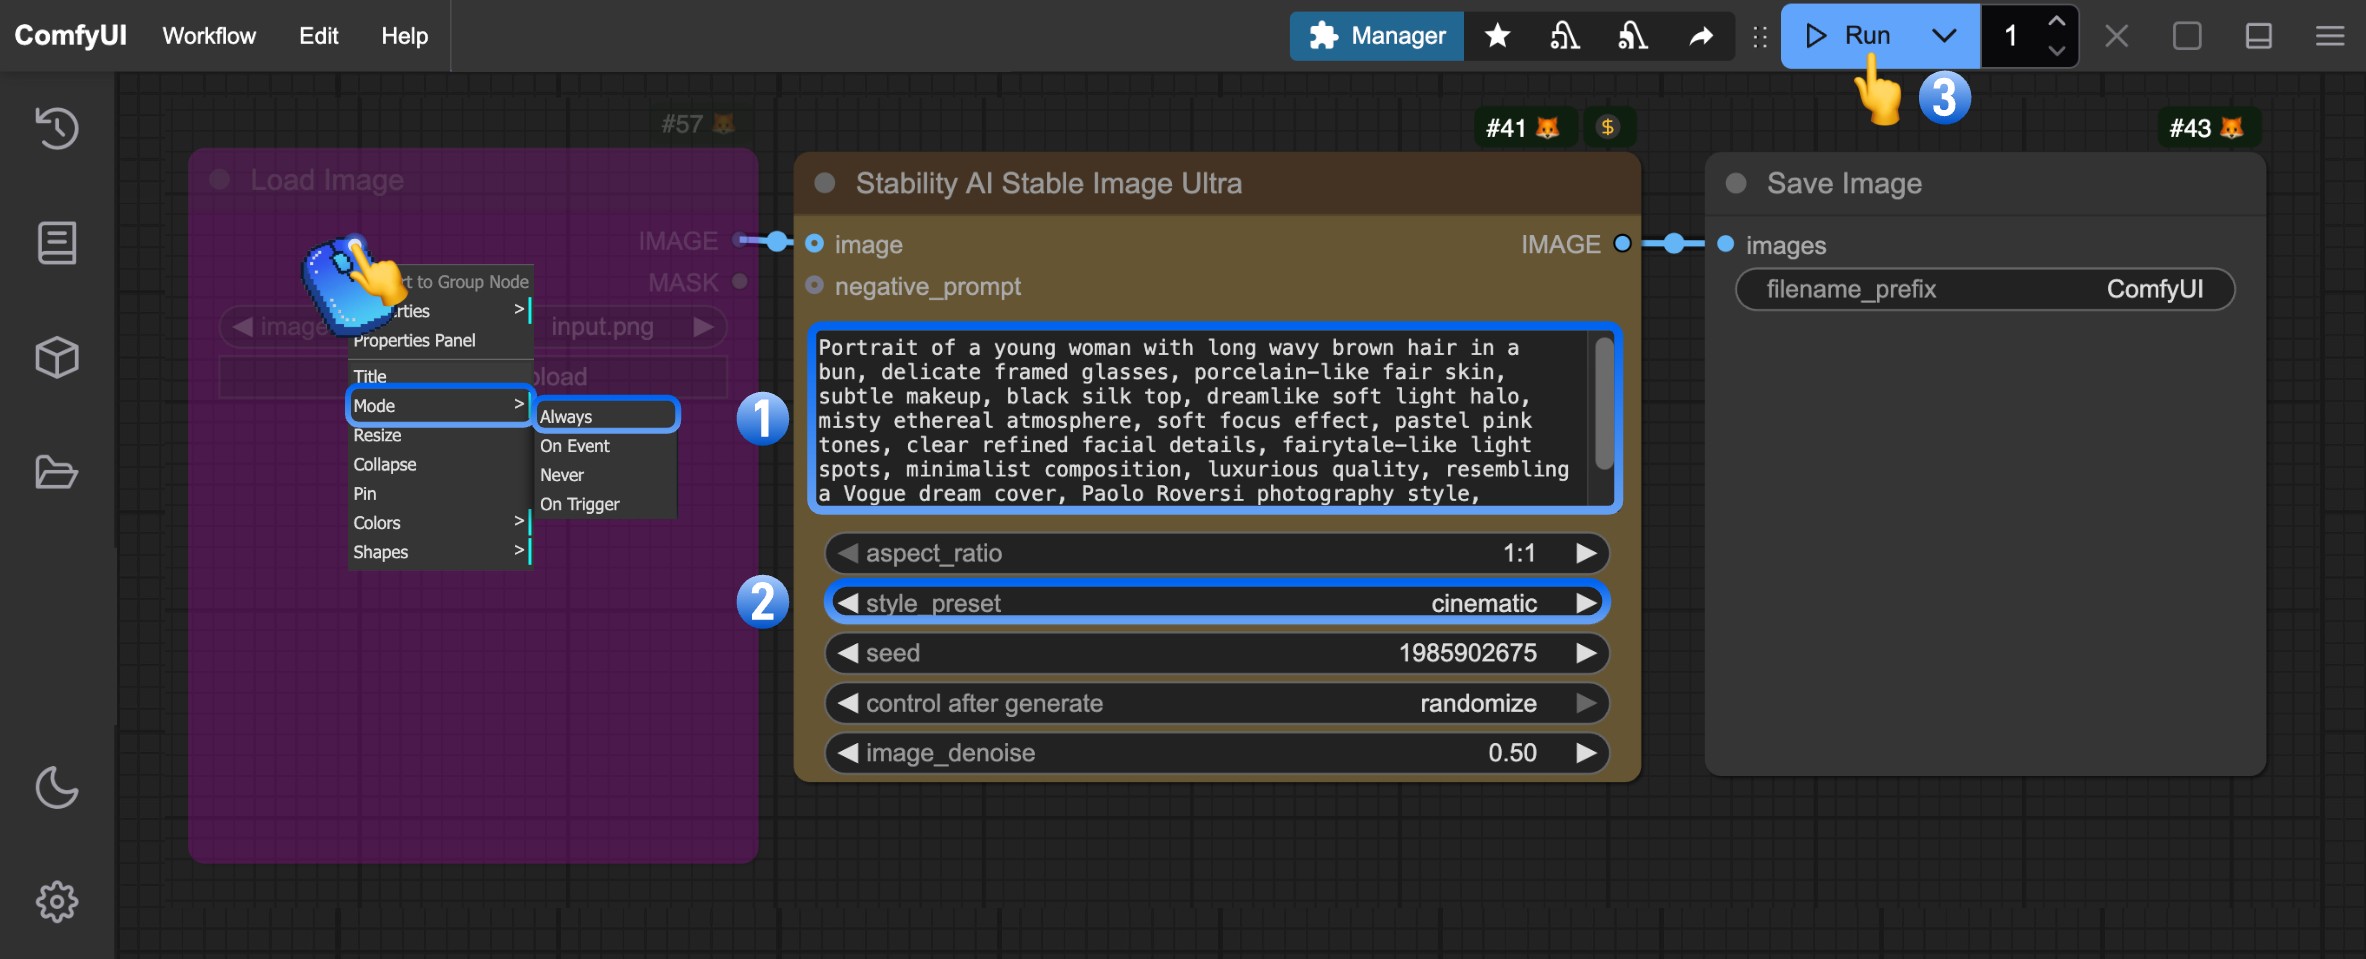 ComfyUI Workflow Edit Help
Manager
Run
1
3
#57
#41
$
#43
Load Image
IMAGE
MASK
input.png
to Group Node
Properties Panel
Title
Mode
Resize
Collapse
Pin
Colors
Shapes
Always
On Event
Never
On Trigger
1
2
Stability AI Stable Image Ultra
image
IMAGE
negative_prompt
Portrait of a young woman with long wavy brown hair in a
bun, delicate framed glasses, porcelain-like fair skin,
subtle makeup, black silk top, dreamlike soft light halo,
misty ethereal atmosphere, soft focus effect, pastel pink
tones, clear refined facial details, fairytale-like light
spots, minimalist composition, luxurious quality, resembling
a Vogue dream cover, Paolo Roversi photography style,
aspect_ratio 1:1
style_preset cinematic
seed 1985902675
control after generate randomize
image_denoise 0.50
Save Image
images
filename_prefix ComfyUI